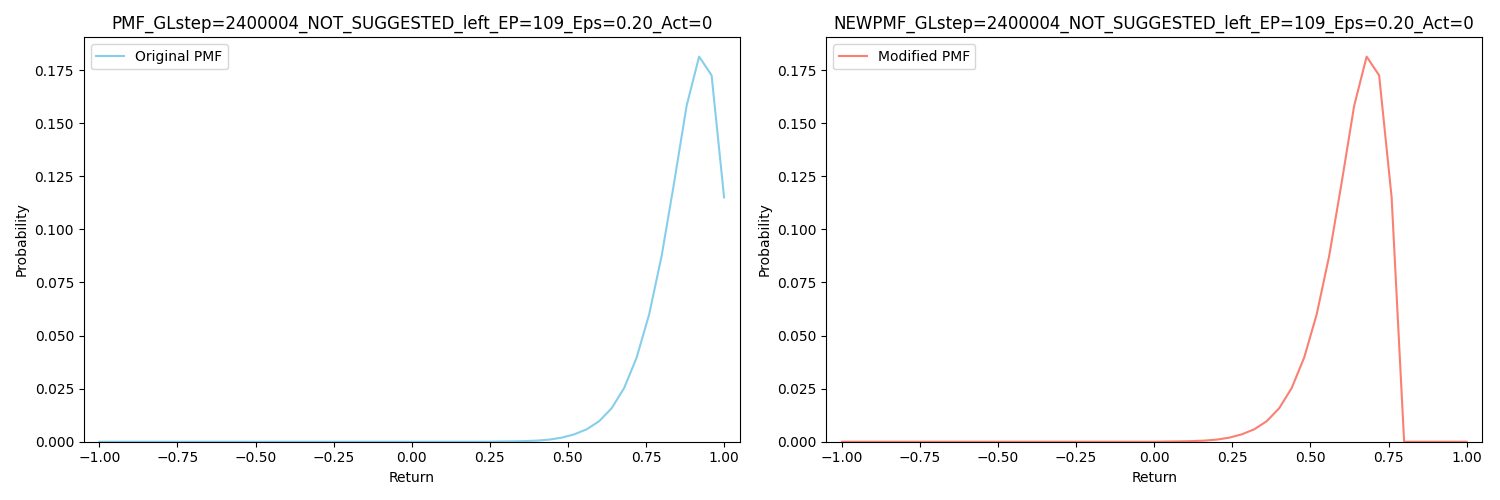 PMF_GLstep=2400004_NOT_SUGGESTED_left_EP=109_Eps=0.20_Act=0
Original PMF
Probability
0.175
0.150
0.125
0.100
0.075
0.050
0.025
0.000
−1.00 −0.75 −0.50 −0.25 0.00 0.25 0.50 0.75 1.00
Return
NEWPMF_GLstep=2400004_NOT_SUGGESTED_left_EP=109_Eps=0.20_Act=0
Modified PMF
Probability
0.175
0.150
0.125
0.100
0.075
0.050
0.025
0.000
−1.00 −0.75 −0.50 −0.25 0.00 0.25 0.50 0.75 1.00
Return